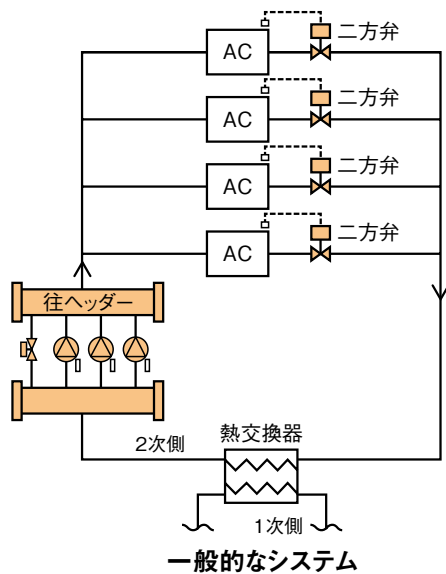 AC
二方弁
AC
二方弁
AC
二方弁
AC
二方弁
往ヘッダー
熱交換器
2次側
1次側
一般的なシステム